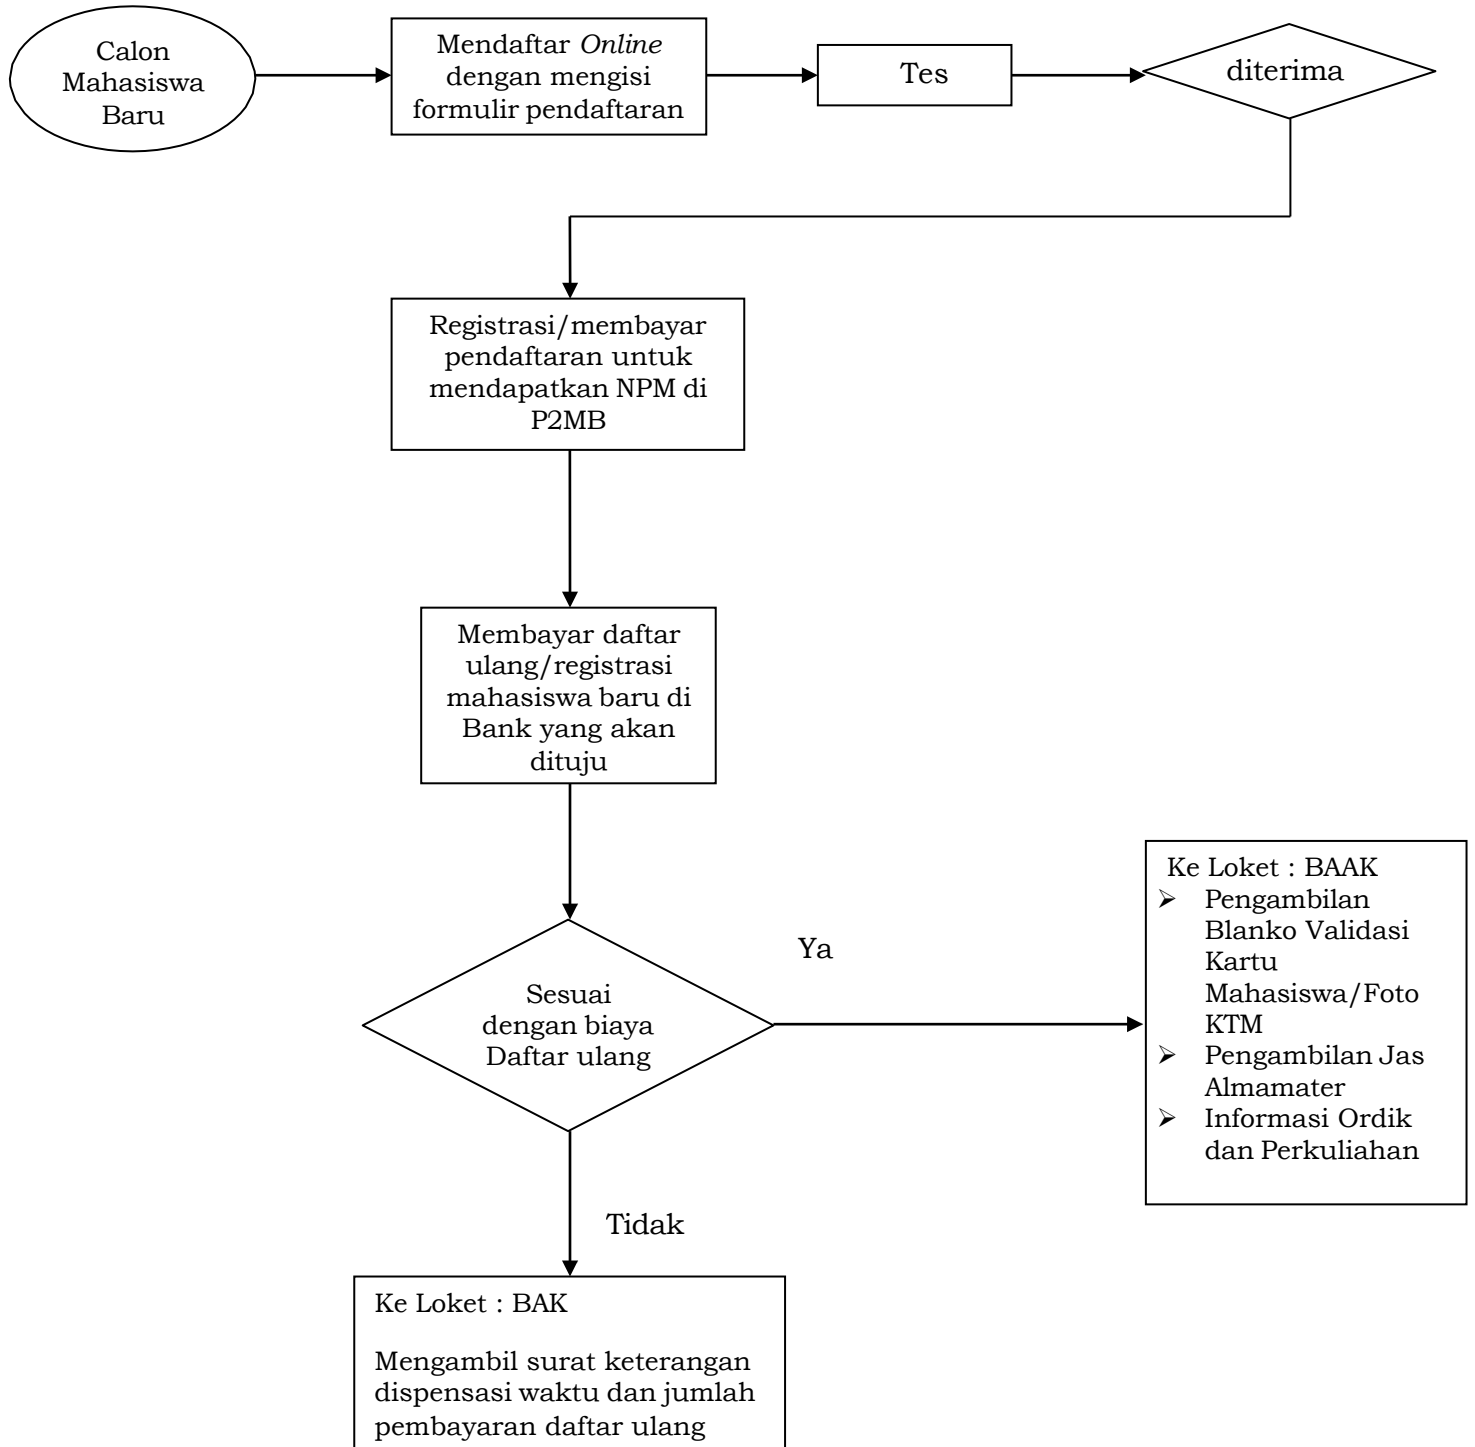 Calon
Mahasiswa
Baru
Mendaftar Online
dengan mengisi
formulir pendaftaran
Tes
diterima
Registrasi/membayar
pendaftaran untuk
mendapatkan NPM di
P2MB
Membayar daftar
ulang/registrasi
mahasiswa baru di
Bank yang akan
dituju
Sesuai
dengan biaya
Daftar ulang
Ya
Ke Loket : BAAK
➢ Pengambilan
Blanko Validasi
Kartu
Mahasiswa/Foto
KTM
➢ Pengambilan Jas
Almamater
➢ Informasi Ordik
dan Perkuliahan
Tidak
Ke Loket : BAK
Mengambil surat keterangan
dispensasi waktu dan jumlah
pembayaran daftar ulang